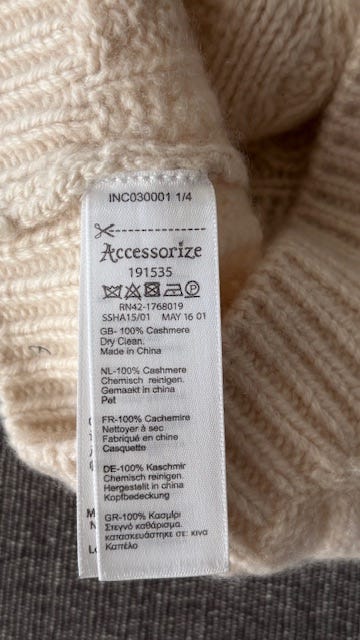 INC030001 1/4
Accessorize
191535
RN42-1768019
SSHA15/01 MAY 16 01
GB- 100% Cashmere
Dry Clean.
Made in China
NL-100% Cashmere
Chemisch reinigen.
Gemaakt in china
Pet
FR-100% Cachemire
Nettoyer à sec
Fabriqué en chine
Casquette
DE-100% Kaschmir
Chemisch reinigen.
Hergestellt in china
Kopfbedeckung
GR-100% Κασμίρι
Στεγνό καθάρισμα.
κατασκευάστηκε σε: κινα
Καπέλο